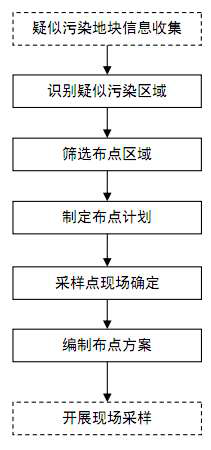 疑似污染地块信息收集
识别疑似污染区域
筛选布点区域
制定布点计划
采样点现场确定
编制布点方案
开展现场采样